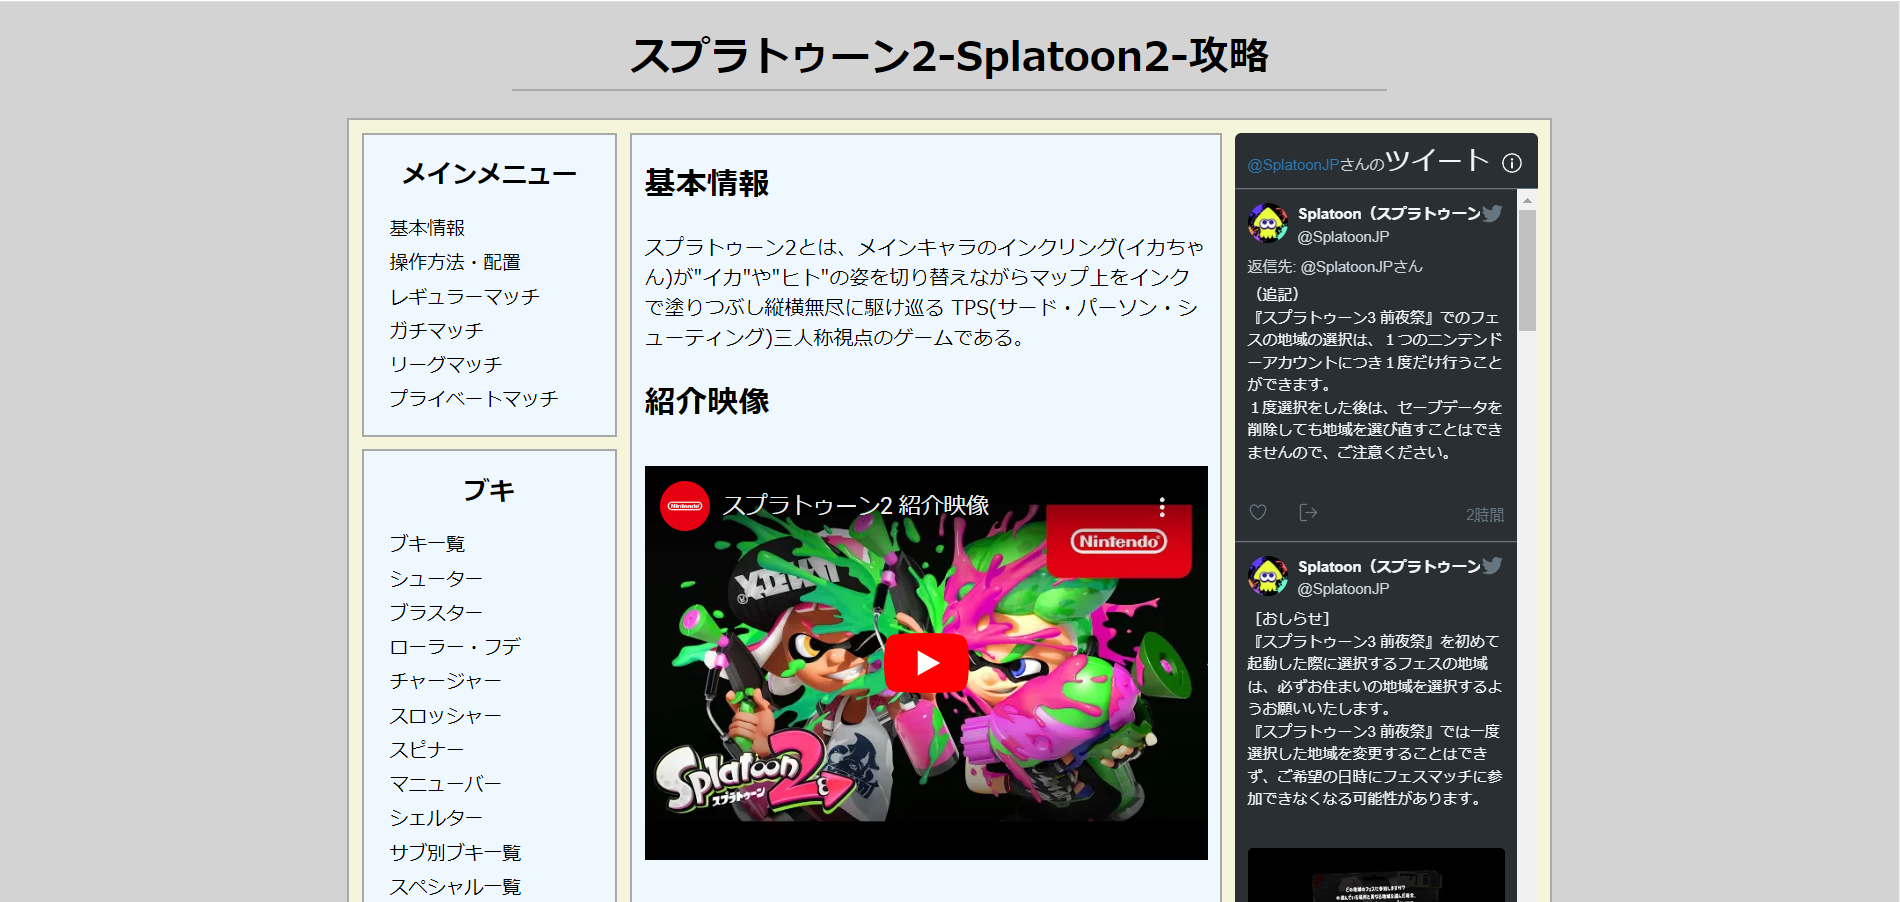 スプラトゥーン2-Splatoon2-攻略
メインメニュー
基本情報
操作方法・配置
レギュラーマッチ
ガチマッチ
リーグマッチ
プライベートマッチ
ブキ
ブキ一覧
シューター
ブラスター
ローラー・フデ
チャージャー
スロッシャー
スピナー
マニューバー
シェルター
サブ別ブキ一覧
スペシャル一覧
基本情報
スプラトゥーン2とは、メインキャラのインクリング(イカちゃ
ん)が"イカ"や"ヒト"の姿を切り替えながらマップ上をインク
で塗りつぶし縦横無尽に駆け巡る TPS(サード・パーソン・シ
ューティング)三人称視点のゲームである。
紹介映像
Nintendo
スプラトゥーン2 紹介映像
Nintendo
Splatoon 2
スプラトゥーン
@SplatoonJPさんのツイート
Splatoon（スプラトゥーン
@SplatoonJP
返信先: @SplatoonJPさん
（追記）
『スプラトゥーン3 前夜祭』でのフェ
スの地域の選択は、１つのニンテンド
ーアカウントにつき１度だけ行うこと
ができます。
１度選択をした後は、セーブデータを
削除しても地域を選び直すことはでき
ませんので、ご注意ください。
2時間
Splatoon（スプラトゥーン
@SplatoonJP
［おしらせ］
『スプラトゥーン3 前夜祭』を初めて
起動した際に選択するフェスの地域
は、必ずお住まいの地域を選択するよ
うお願いいたします。
『スプラトゥーン3 前夜祭』では一度
選択した地域を変更することはでき
ず、ご希望の日時にフェスマッチに参
加できなくなる可能性があります。
どの地域のフェスに参加しますか？